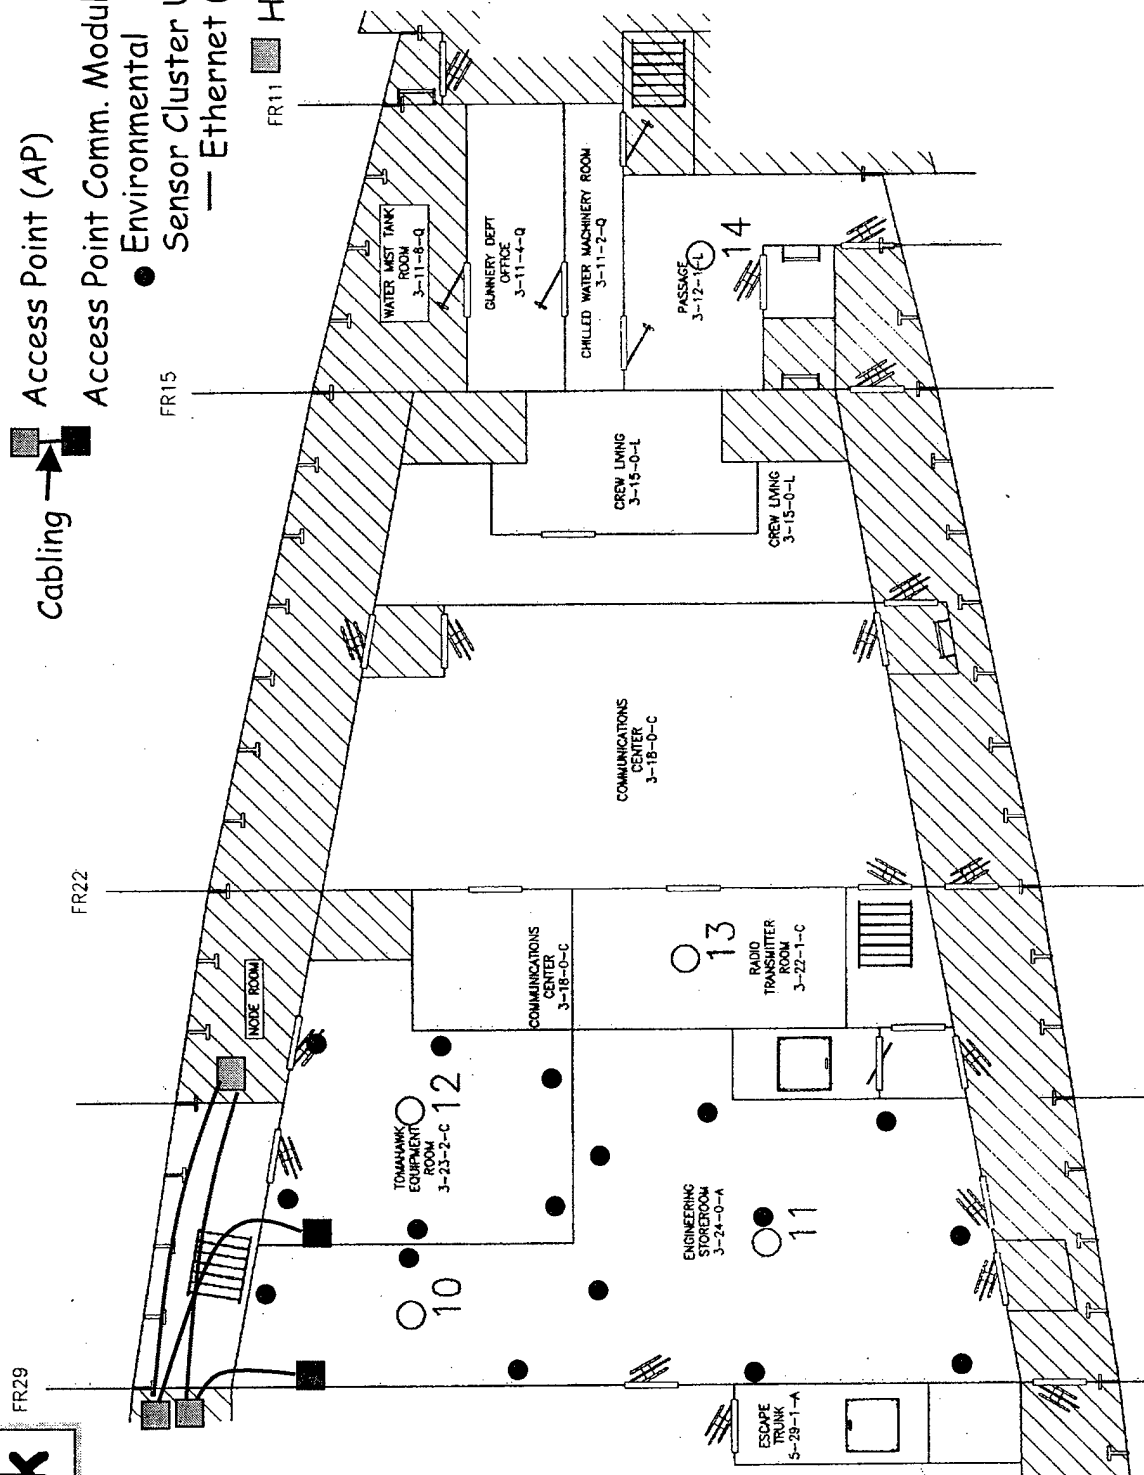 Access Point (AP)
Access Point Comm. Modul
Environmental
Sensor Cluster
Ethernet
H
Cabling
FR11
FR15
FR22
FR29
K
WATER MIST TANK
ROOM
3-11-8-Q
GUNNERY DEPT
OFFICE
3-11-4-Q
CHILLED WATER MACHINERY ROOM
3-11-2-Q
PASSAGE
3-12-1-L
14
CREW LIVING
3-15-0-L
CREW LIVING
3-15-0-L
COMMUNICATIONS
CENTER
3-18-0-C
NODE ROOM
COMMUNICATIONS
CENTER
3-18-0-C
13
RADIO
TRANSMITTER
ROOM
3-22-1-C
TOMAHAWK
EQUIPMENT
ROOM
3-23-2-C
12
10
ENGINEERING
STOREROOM
3-24-0-A
11
ESCAPE
TRUNK
5-29-1-A